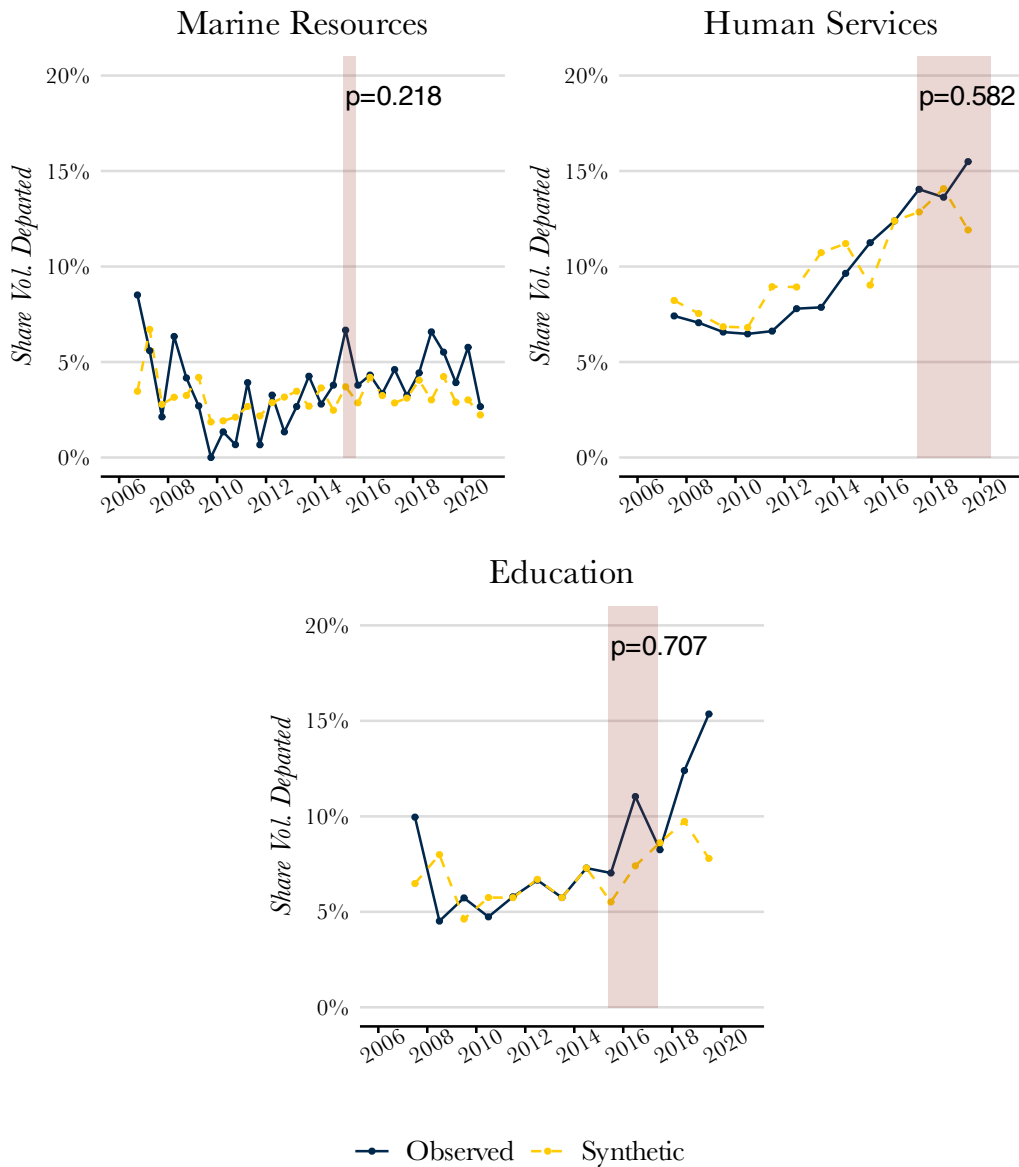 Marine Resources
Human Services
20%
p=0.218
15%
10%
5%
0%
Share Vol. Departed
2006 2008 2010 2012 2014 2016 2018 2020
20%
p=0.582
15%
10%
5%
0%
Share Vol. Departed
2006 2008 2010 2012 2014 2016 2018 2020
Education
20%
p=0.707
15%
10%
5%
0%
Share Vol. Departed
2006 2008 2010 2012 2014 2016 2018 2020
Observed Synthetic